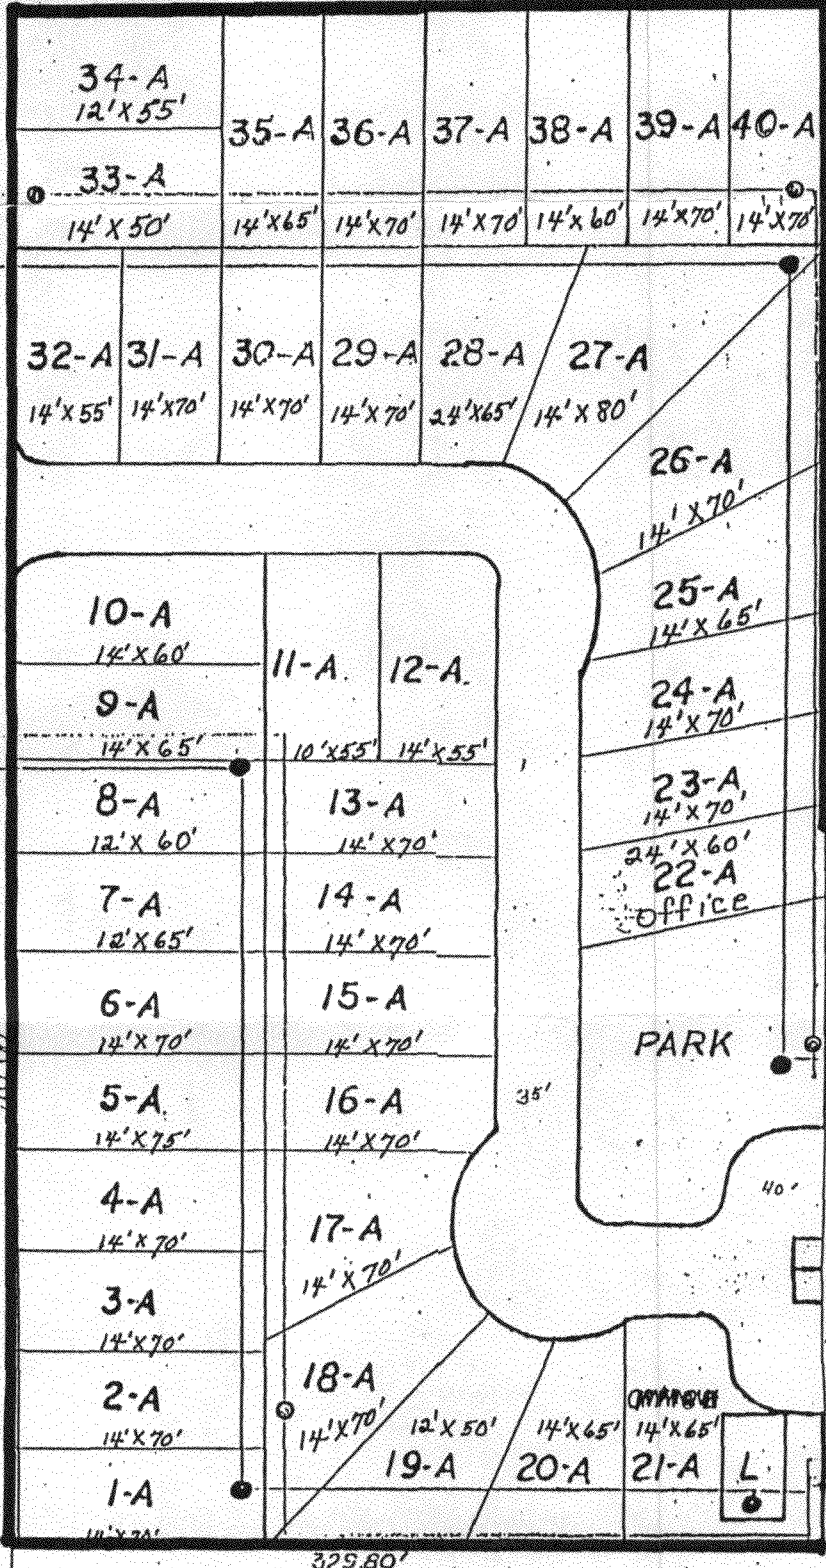 34-A
12'X55'
33-A
14'X50'
35-A
14'X65'
36-A
14'X70'
37-A
14'X70'
38-A
14'X60'
39-A
14'X70'
40-A
14'X70'
32-A
14'X55'
31-A
14'X70'
30-A
14'X70'
29-A
14'X70'
28-A
24'X65'
27-A
14'X80'
26-A
14'X70'
25-A
14'X65'
24-A
14'X70'
23-A
14'X70'
24'X60'
22-A
office
PARK
10-A
14'X60'
9-A
14'X65'
11-A
10'X55'
12-A
14'X55'
8-A
12'X60'
13-A
14'X70'
7-A
12'X65'
14-A
14'X70'
6-A
14'X70'
15-A
14'X70'
5-A
14'X75'
16-A
14'X70'
35'
40'
4-A
14'X70'
17-A
14'X70'
3-A
14'X70'
2-A
14'X70'
18-A
14'X70'
12'X50'
19-A
14'X65'
20-A
14'X65'
21-A
L
1-A
14'X70'
329.80'